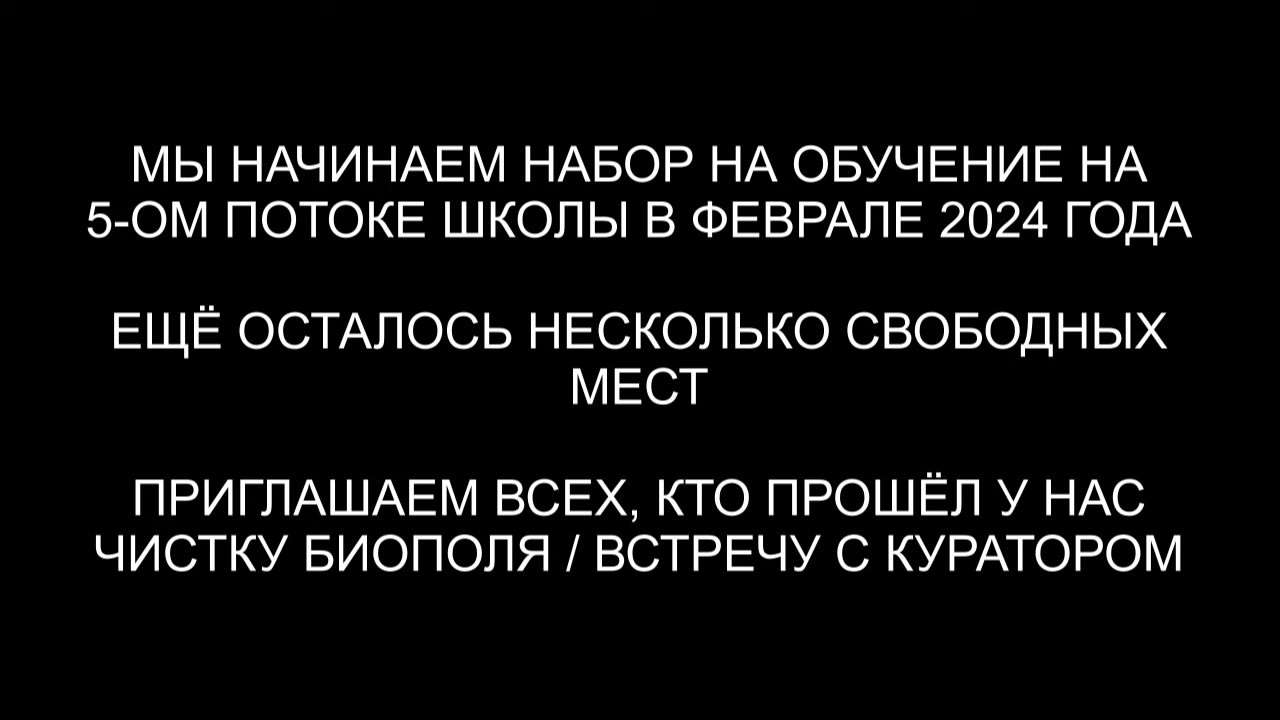 МЫ НАЧИНАЕМ НАБОР НА ОБУЧЕНИЕ НА
5-ОМ ПОТОКЕ ШКОЛЫ В ФЕВРАЛЕ 2024 ГОДА
ЕЩЁ ОСТАЛОСЬ НЕСКОЛЬКО СВОБОДНЫХ
МЕСТ
ПРИГЛАШАЕМ ВСЕХ, КТО ПРОШЁЛ У НАС
ЧИСТКУ БИОПОЛЯ / ВСТРЕЧУ С КУРАТОРОМ